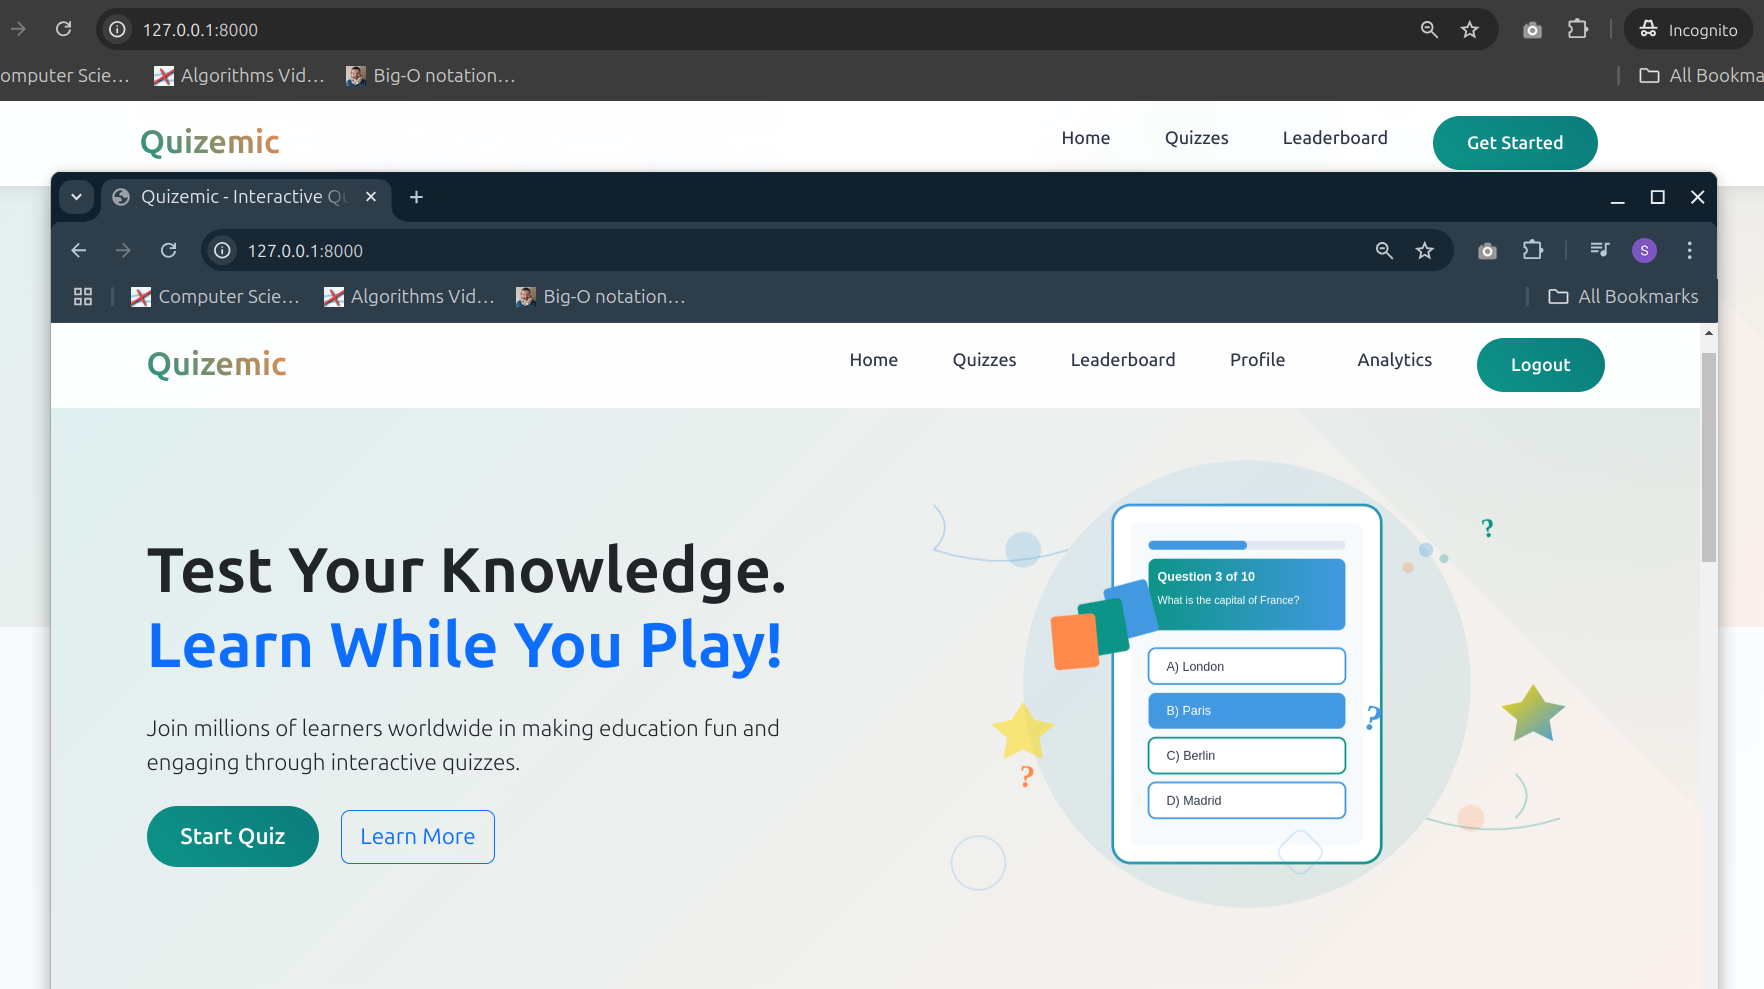 127.0.0.1:8000
Incognito
omputer Scie...
Algorithms Vid...
Big-O notation...
All Bookma
Quizemic
Home
Quizzes
Leaderboard
Get Started
Quizemic - Interactive Qu
127.0.0.1:8000
S
Computer Scie...
Algorithms Vid...
Big-O notation...
All Bookmarks
Quizemic
Home
Quizzes
Leaderboard
Profile
Analytics
Logout
Test Your Knowledge.
Learn While You Play!
Join millions of learners worldwide in making education fun and
engaging through interactive quizzes.
Start Quiz
Learn More
?
Question 3 of 10
What is the capital of France?
A) London
B) Paris
?
C) Berlin
?
D) Madrid